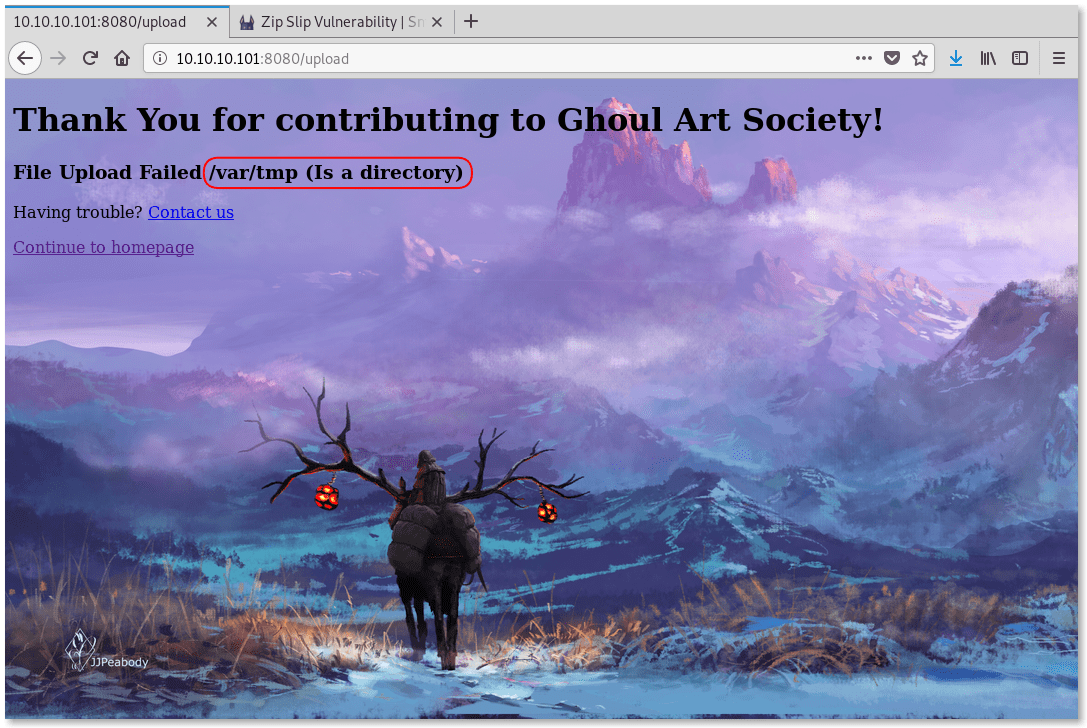 10.10.10.101:8080/upload
Zip Slip Vulnerability | Sn
10.10.10.101:8080/upload
Thank You for contributing to Ghoul Art Society!
File Upload Failed /var/tmp (Is a directory)
Having trouble? Contact us
Continue to homepage
JJPeabody